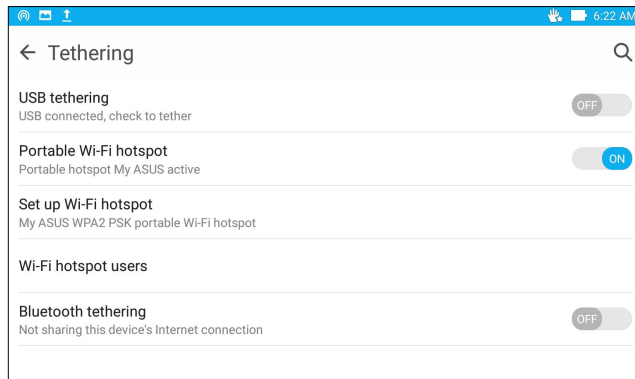 6:22 AM
Tethering
USB tethering
USB connected, check to tether
OFF
Portable Wi-Fi hotspot
Portable hotspot My ASUS active
ON
Set up Wi-Fi hotspot
My ASUS WPA2 PSK portable Wi-Fi hotspot
Wi-Fi hotspot users
Bluetooth tethering
Not sharing this device's Internet connection
OFF